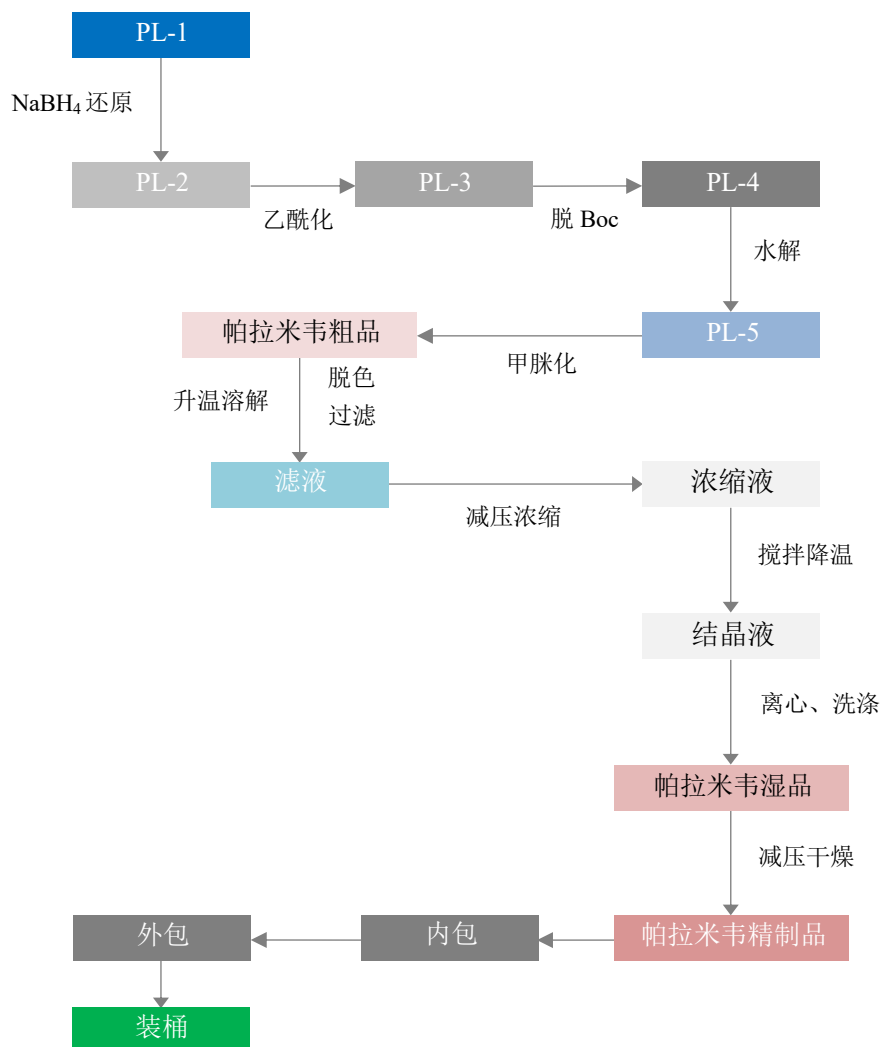 PL-1
NaBH₄ 还原
PL-2
PL-3
PL-4
乙酰化
脱 Boc
水解
帕拉米韦粗品
PL-5
甲脒化
升温溶解
脱色
过滤
滤液
浓缩液
减压浓缩
搅拌降温
结晶液
离心、洗涤
帕拉米韦湿品
减压干燥
外包
内包
帕拉米韦精制品
装桶